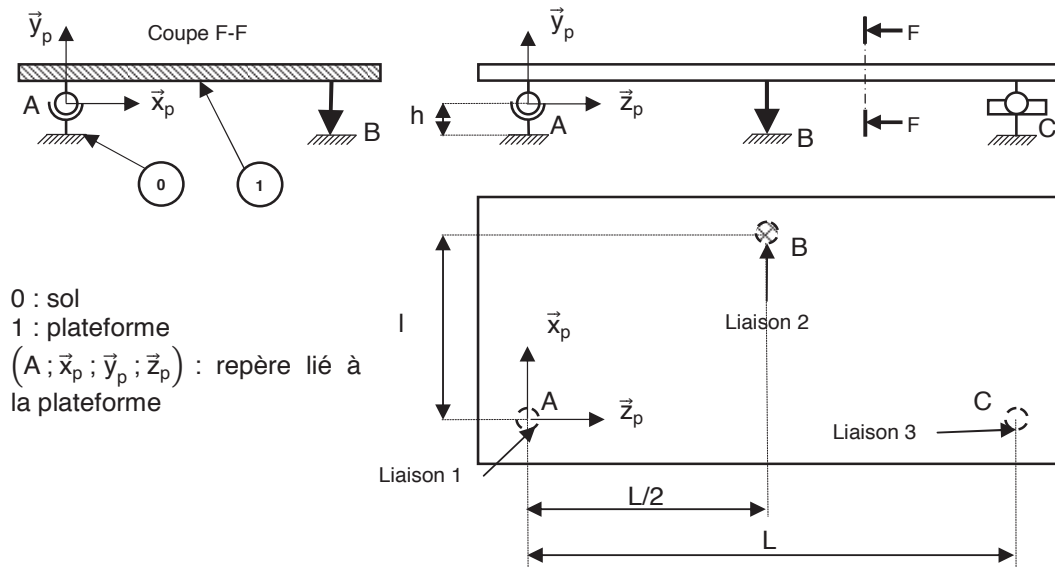 y⃗p
Coupe F-F
A
x⃗p
B
0
1
y⃗p
F
h
z⃗p
A
B
F
C
B
l
Liaison 2
x⃗p
A
z⃗p
C
Liaison 3
Liaison 1
L/2
L
0 : sol
1 : plateforme
(A ; x⃗p ; y⃗p ; z⃗p) : repère lié à
la plateforme